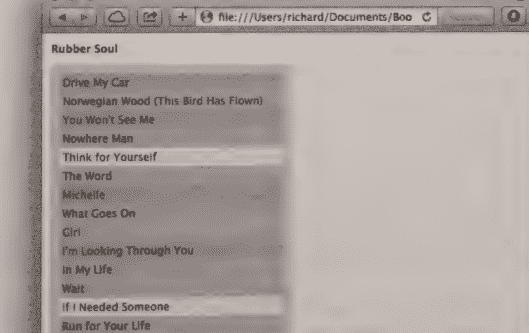 file:///Users/richard/Documents/Boo
Rubber Soul
Drive My Car
Norwegian Wood (This Bird Has Flown)
You Won't See Me
Nowhere Man
Think for Yourself
The Word
Michelle
What Goes On
Girl
I'm Looking Through You
In My Life
Wait
If I Needed Someone
Run for Your Life